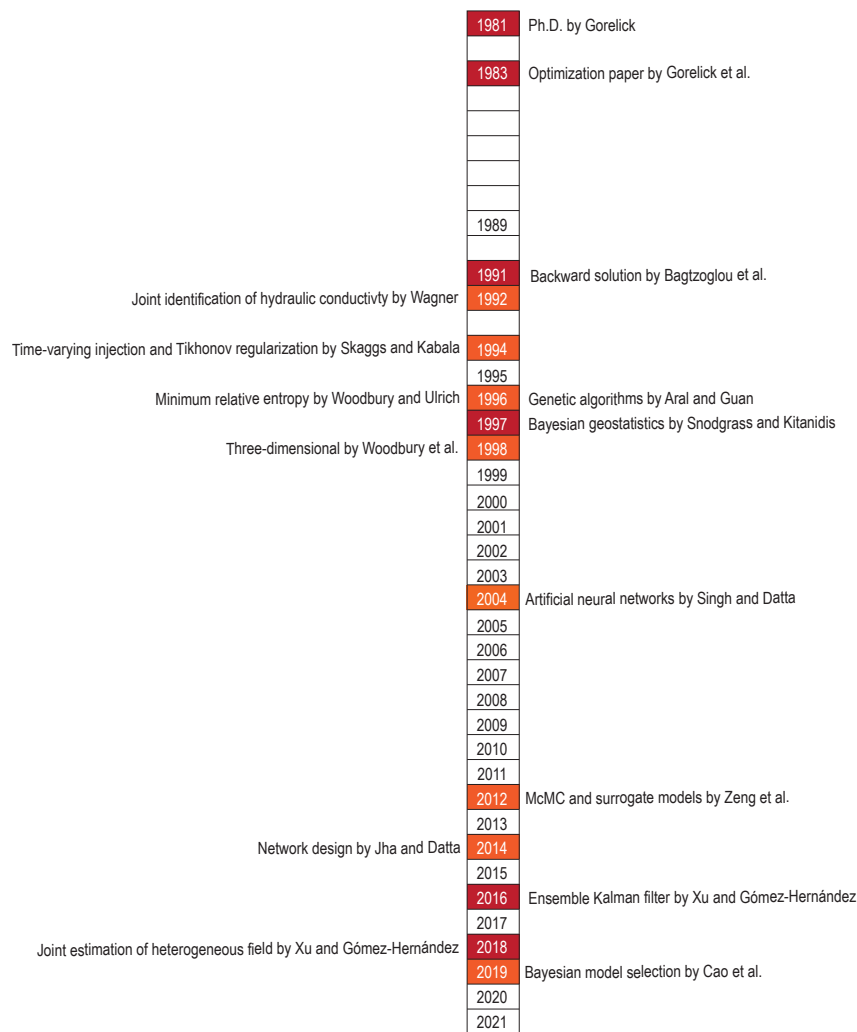 1981 Ph.D. by Gorelick
1983 Optimization paper by Gorelick et al.
1989
1991 Backward solution by Bagtzoglou et al.
Joint identification of hydraulic conductivty by Wagner 1992
Time-varying injection and Tikhonov regularization by Skaggs and Kabala 1994
1995
Minimum relative entropy by Woodbury and Ulrich 1996 Genetic algorithms by Aral and Guan
1997 Bayesian geostatistics by Snodgrass and Kitanidis
Three-dimensional by Woodbury et al. 1998
1999
2000
2001
2002
2003
2004 Artificial neural networks by Singh and Datta
2005
2006
2007
2008
2009
2010
2011
2012 McMC and surrogate models by Zeng et al.
2013
Network design by Jha and Datta 2014
2015
2016 Ensemble Kalman filter by Xu and Gómez-Hernández
2017
Joint estimation of heterogeneous field by Xu and Gómez-Hernández 2018
2019 Bayesian model selection by Cao et al.
2020
2021